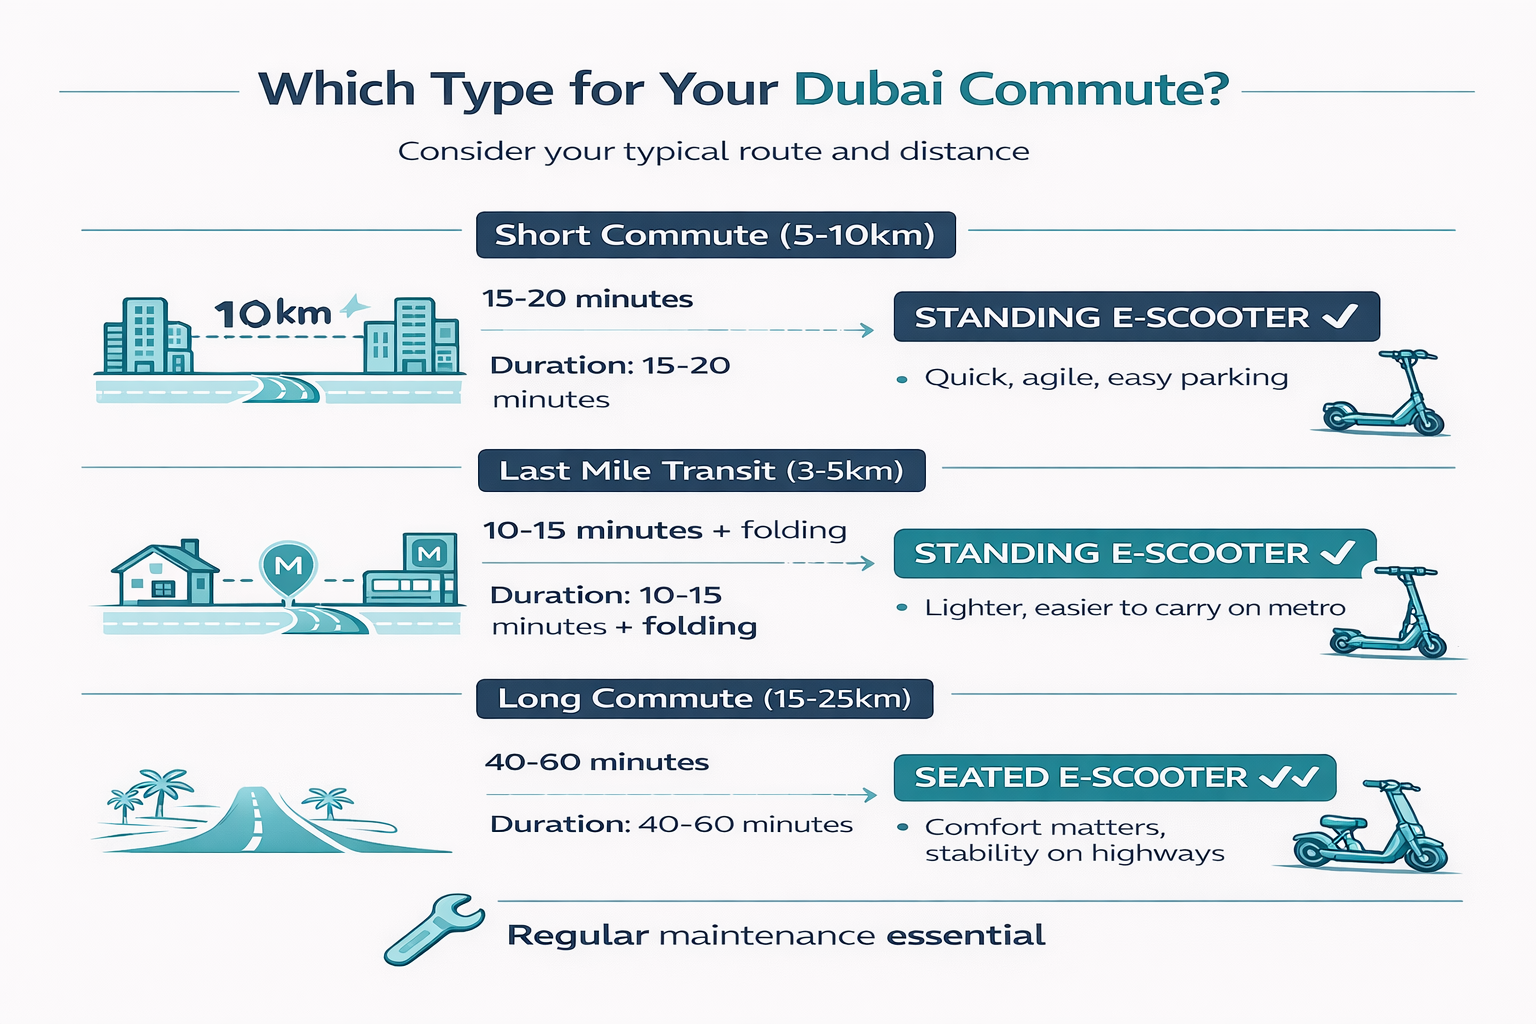 Which Type for Your Dubai Commute?
Consider your typical route and distance
Short Commute (5-10km)
10km
15-20 minutes
Duration: 15-20
minutes
STANDING E-SCOOTER ✓
• Quick, agile, easy parking
Last Mile Transit (3-5km)
M
M
10-15 minutes + folding
Duration: 10-15
minutes + folding
STANDING E-SCOOTER ✓
• Lighter, easier to carry on metro
Long Commute (15-25km)
40-60 minutes
Duration: 40-60 minutes
SEATED E-SCOOTER ✓✓
• Comfort matters,
stability on highways
Regular maintenance essential